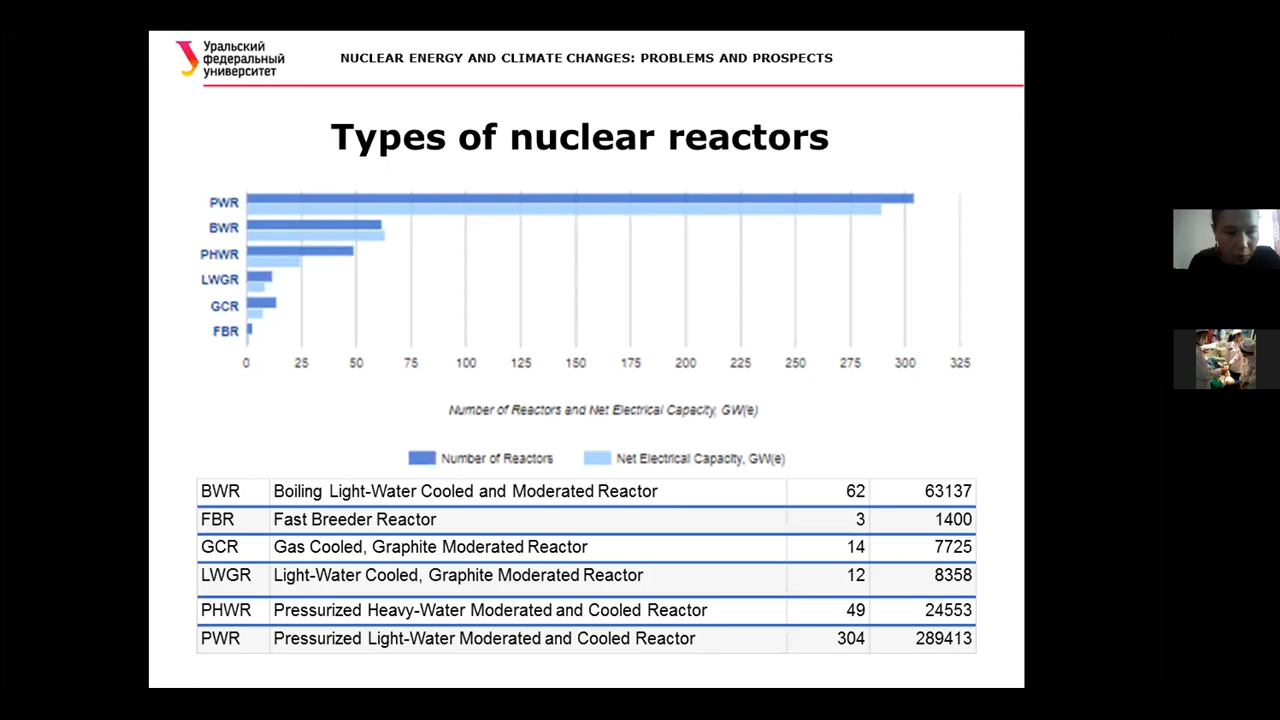 Уральский
федеральный
университет
NUCLEAR ENERGY AND CLIMATE CHANGES: PROBLEMS AND PROSPECTS
Types of nuclear reactors
PWR
BWR
PHWR
LWGR
GCR
FBR
0 25 50 75 100 125 150 175 200 225 250 275 300 325
Number of Reactors and Net Electrical Capacity, GW(e)
Number of Reactors Net Electrical Capacity, GW(e)
BWR Boiling Light-Water Cooled and Moderated Reactor 62 63137
FBR Fast Breeder Reactor 3 1400
GCR Gas Cooled, Graphite Moderated Reactor 14 7725
LWGR Light-Water Cooled, Graphite Moderated Reactor 12 8358
PHWR Pressurized Heavy-Water Moderated and Cooled Reactor 49 24553
PWR Pressurized Light-Water Moderated and Cooled Reactor 304 289413